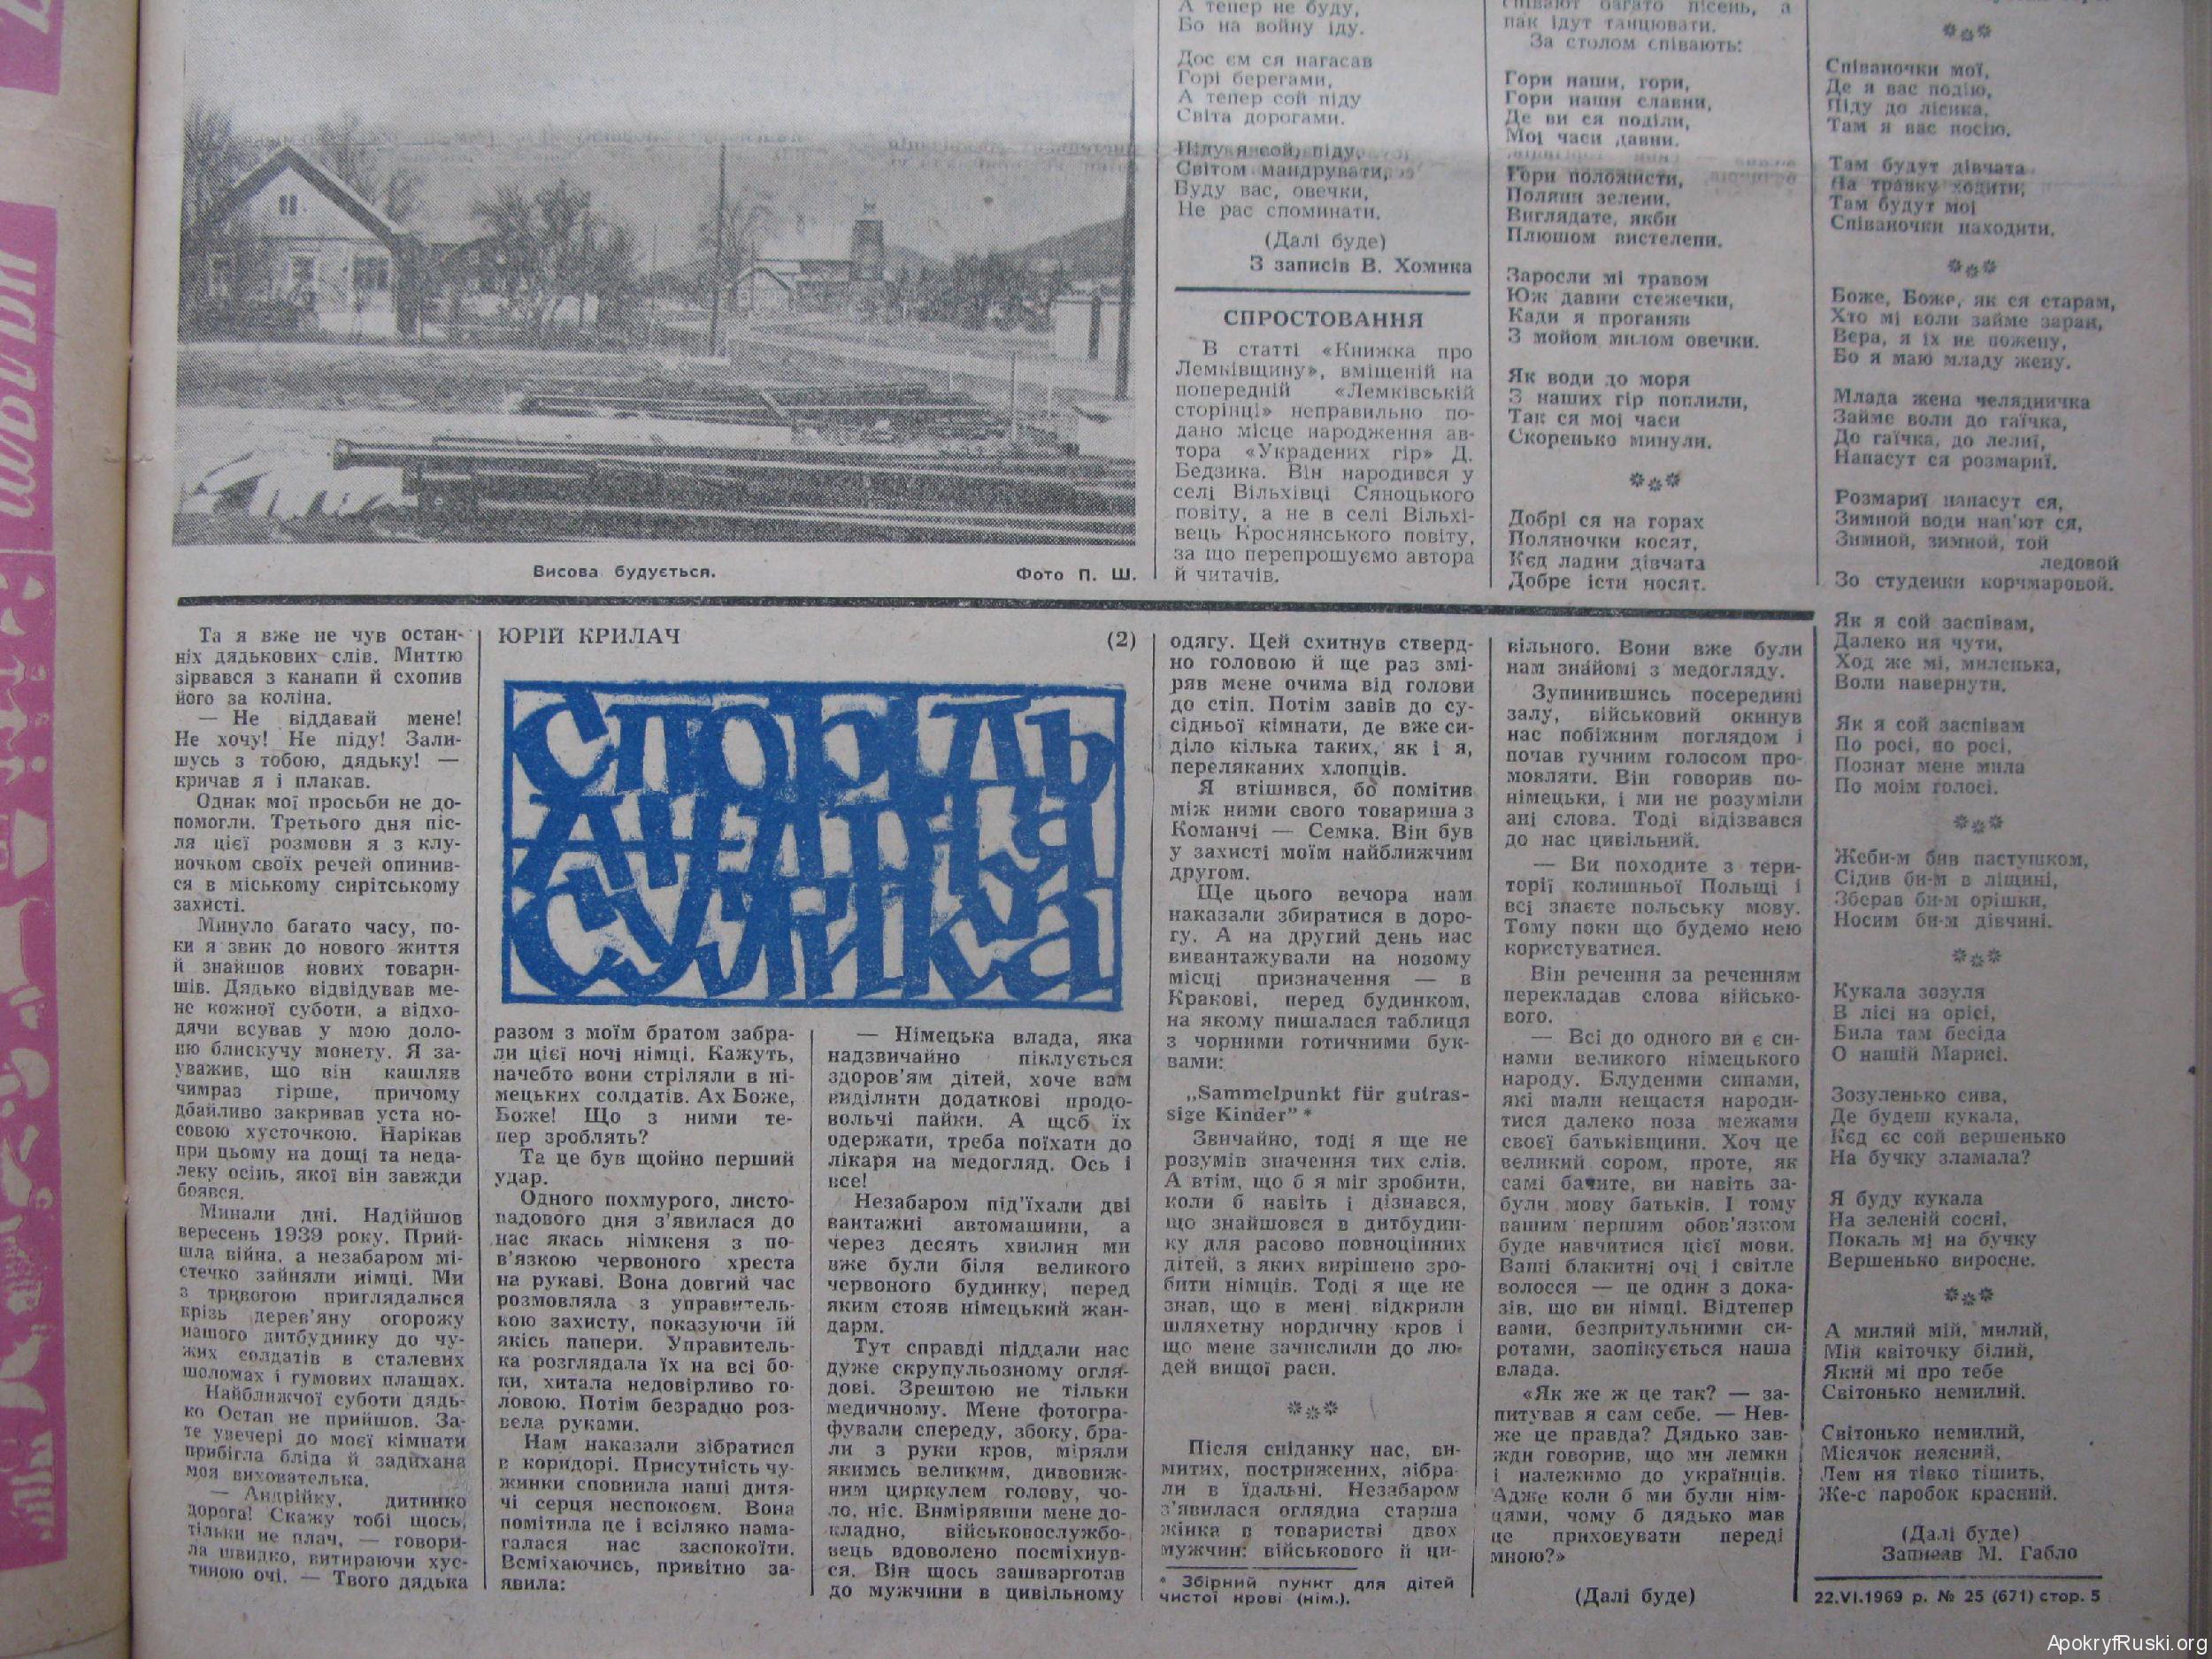 А тепер не буду,
Бо на войну іду.
Дос єм ся нагасав
Горі берегами,
А тепер сой піду
Світа дорогами.
Піду я сой, піду,
Світом мандрувати,
Буду вас, овечки,
Не рас споминати.
(Далі буде)
З записів В. Хомика
СПРОСТОВАННЯ
В статті «Книжка про
Лемківщину», вміщеній на
попередній «Лемківській
сторінці» неправильно по-
дано місце народження ав-
тора «Украдених гір» Д.
Бедзика. Він народився у
селі Вільхівці Сяноцького
повіту, а не в селі Вільхі-
вець Кроснянського повіту,
за що перепрошуємо автора
й читачів.
співают багато пісень, а
пак ідут танцювати.
За столом співають:
Гори наши, гори,
Гори наши славни,
Де ви ся поділи,
Мої часи давни.
Гори положисти,
Поляни зелени,
Виглядате, якби
Плюшом вистелени.
Заросли мі травом
Юж давни стежечки,
Кади я проганяв
З мойом милом овечки.
Як води до моря
З наших гір поплили,
Так ся мої часи
Скоренько минули.
Добрі ся на горах
Поляночки косят,
Кєд ладни дівчата
Добре їсти носят.
Співаночки мої,
Де я вас подію,
Піду до лісика,
Там я вас посію.
Там будут дівчата
На травку ходити,
Там будут мої
Співаночки находити.
Боже, Боже, як ся старам,
Хто мі воли займе зарак,
Вера, я їх не пожену,
Бо я маю младу жену.
Млада жена челядничка
Займе воли до гаїчка,
До гаїчка, до лелиї,
Напасут ся розмариї.
Розмариї напасут ся,
Зимной води нап'ют ся,
Зимной, зимной, той
ледовой
Зо студенки корчмаровой.
Як я сой заспівам,
Далеко ня чути,
Ход же мі, миленька,
Воли навернути.
Як я сой заспівам
По росі, по росі,
Познат мене мила
По моім голосі.
Жеби-м бив пастушком,
Сідив би-м в ліщині,
Зберав би-м орішки,
Носим би-м дівчині.
Кукала зозуля
В лісі на орісі,
Била там бесіда
О нашій Марисі.
Зозуленько сива,
Де будеш кукала,
Кєд єс сой вершенько
На бучку зламала?
Я буду кукала
На зеленій сосні,
Покаль мі на бучку
Вершенько виросне.
А милий мій, милий,
Мій квіточку білий,
Який мі про тебе
Світонько немилий.
Світонько немилий,
Місячок неясний,
Лем ня тівко тішить,
Же-с паробок красний.
(Далі буде)
Записав М. Габло
Висова будується.
Фото П. Ш.
Та я вже не чув остан-
ніх дядькових слів. Миттю
зірвався з канапи й схопив
його за коліна.
— Не віддавай мене!
Не хочу! Не піду! Зали-
шусь з тобою, дядьку! —
кричав я і плакав.
Однак мої просьби не до-
помогли. Третього дня піс-
ля цієї розмови я з клу-
ночком своїх речей опинив-
ся в міському сирітському
захисті.
Минуло багато часу, по-
ки я звик до нового життя
й знайшов нових товари-
шів. Дядько відвідував ме-
не кожної суботи, а відхо-
дячи всував у мою доло-
ню блискучу монету. Я за-
уважив, що він кашляв
чимраз гірше, причому
дбайливо закривав уста но-
совою хусточкою. Нарікав
при цьому на дощі та неда-
леку осінь, якої він завжди
боявся.
Минали дні. Надійшов
вересень 1939 року. Прий-
шла війна, а незабаром мі-
стечко зайняли німці. Ми
з тривогою приглядалися
крізь дерев'яну огорожу
нашого дитбуднику до чу-
жих солдатів в сталевих
шоломах і гумових плащах.
Найближчої суботи дядь-
ко Остап не прийшов. За-
те увечері до моєї кімнати
прибігла бліда й задихана
моя вихователька.
— Андрійку, дитинко
дорога! Скажу тобі щось,
тільки не плач, — говори-
ла швидко, витираючи хус-
тиною очі. — Твого дядька
ЮРІЙ КРИЛАЧ
(2)
СПОВІДЬ
АНДРІЯ
СУЛИКА
разом з моїм братом забра-
ли цієї ночі німці. Кажуть,
начебто вони стріляли в ні-
мецьких солдатів. Ах Боже,
Боже! Що з ними те-
пер зроблять?
Та це був щойно перший
удар.
Одного похмурого, листо-
падового дня з'явилася до
нас якась німкеня з по-
в'язкою червоного хреста
на рукаві. Вона довгий час
розмовляла з управитель-
кою захисту, показуючи їй
якісь папери. Управитель-
ка розглядала їх на всі бо-
ки, хитала недовірливо го-
ловою. Потім безрадно роз-
вела руками.
Нам наказали зібратися
в коридорі. Присутність чу-
жинки сповнила наші дитя-
чі серця неспокоєм. Вона
помітила це і всіляко нама-
галася нас заспокоїти.
Всміхаючись, привітно за-
явила:
— Німецька влада, яка
надзвичайно піклується
здоров'ям дітей, хоче вам
виділити додаткові продо-
вольчі пайки. А щоб їх
одержати, треба поїхати до
лікаря на медогляд. Ось і
все!
Незабаром під'їхали дві
вантажні автомашини, а
через десять хвилин ми
вже були біля великого
червоного будинку, перед
яким стояв німецький жан-
дарм.
Тут справді піддали нас
дуже скрупульозному огля-
дові. Зрештою не тільки
медичному. Мене фотогра-
фували спереду, збоку, бра-
ли з руки кров, міряли
якимсь великим, дивовиж-
ним циркулем голову, чо-
ло, ніс. Вимірявши мене до-
кладно, військовослужбо-
вець вдоволено посміхнув-
ся. Він щось зашварготав
до мужчини в цивільному
одягу. Цей схитнув стверд-
но головою й ще раз змі-
ряв мене очима від голови
до стіп. Потім завів до су-
сідньої кімнати, де вже си-
діло кілька таких, як і я,
переляканих хлопців.
Я втішився, бо помітив
між ними свого товариша з
Команчі — Семка. Він був
у захисті моїм найближчим
другом.
Ще цього вечора нам
наказали збиратися в доро-
гу. А на другий день нас
вивантажували на новому
місці призначення — в
Кракові, перед будинком,
на якому пишалася таблиця
з чорними готичними бук-
вами:
„Sammelpunkt für gutras-
sige Kinder” *
Звичайно, тоді я ще не
розумів значення тих слів.
А втім, що б я міг зробити,
коли б навіть і дізнався,
що знайшовся в дитбудин-
ку для расово повноцінних
дітей, з яких вирішено зро-
бити німців. Тоді я ще не
знав, що в мені відкрили
шляхетну нордичну кров і
що мене зачислили до лю-
дей вищої раси.
Після сніданку нас, ви-
митих, пострижених, зібра-
ли в їдальні. Незабаром
з'явилася оглядна старша
жінка в товаристві двох
мужчин: військового й ци-
* Збірний пункт для дітей
чистої крові (нім.).
вільного. Вони вже були
нам знайомі з медогляду.
Зупинившись посередині
залу, військовий окинув
нас побіжним поглядом і
почав гучним голосом про-
мовляти. Він говорив по-
німецьки, і ми не розуміли
ані слова. Тоді відізвався
до нас цивільний.
— Ви походите з тери-
торії колишньої Польщі і
всі знаєте польську мову.
Тому поки що будемо нею
користуватися.
Він речення за реченням
перекладав слова військо-
вого.
— Всі до одного ви є си-
нами великого німецького
народу. Блудними синами,
які мали нещастя народи-
тися далеко поза межами
своєї батьківщини. Хоч це
великий сором, проте, як
самі бачите, ви навіть за-
були мову батьків. І тому
вашим першим обов'язком
буде навчитися цієї мови.
Ваші блакитні очі і світле
волосся — це один з дока-
зів, що ви німці. Відтепер
вами, безпритульними си-
ротами, заопікується наша
влада.
«Як же ж це так? — за-
питував я сам себе. — Нев-
же це правда? Дядько зав-
жди говорив, що ми лемки
і належимо до українців.
Адже коли б ми були нім-
цями, чому б дядько мав
це приховувати переді
мною?»
(Далі буде)
22.VI.1969 р. № 25 (671) стор. 5
ApokryfRuski.org